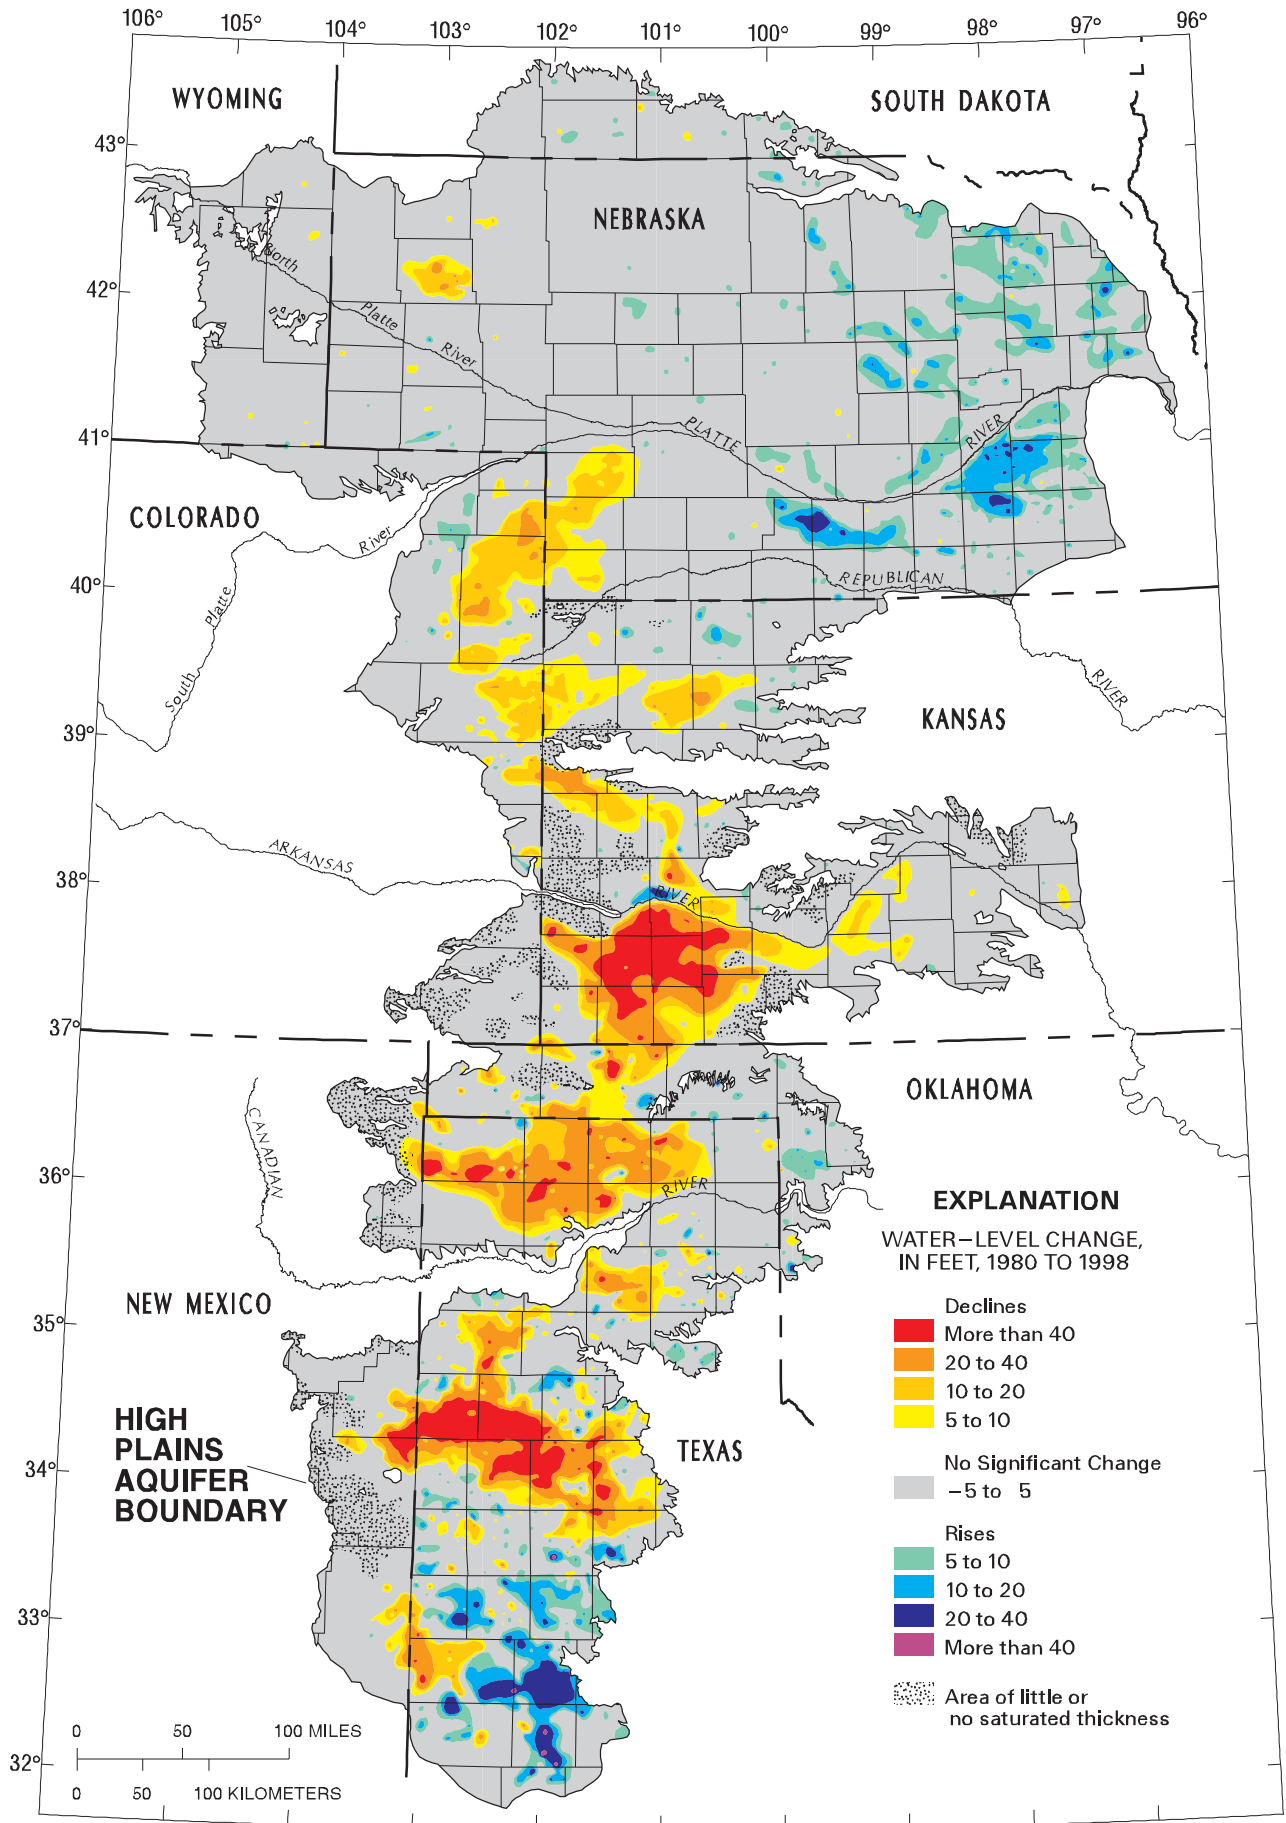 106°
105°
104°
103°
102°
101°
100°
99°
98°
97°
96°
WYOMING
SOUTH DAKOTA
43°
NEBRASKA
North
42°
Platte
River
PLATTE
RIVER
41°
COLORADO
River
40°
REPUBLICAN
Platte
South
RIVER
KANSAS
39°
ARKANSAS
38°
RIVER
37°
OKLAHOMA
CANADIAN
36°
RIVER
EXPLANATION
WATER–LEVEL CHANGE,
IN FEET, 1980 TO 1998
NEW MEXICO
Declines
35°
More than 40
20 to 40
10 to 20
5 to 10
HIGH
PLAINS
AQUIFER
BOUNDARY
TEXAS
34°
No Significant Change
–5 to 5
Rises
5 to 10
10 to 20
33°
20 to 40
More than 40
Area of little or
no saturated thickness
0 50 100 MILES
32°
0 50 100 KILOMETERS